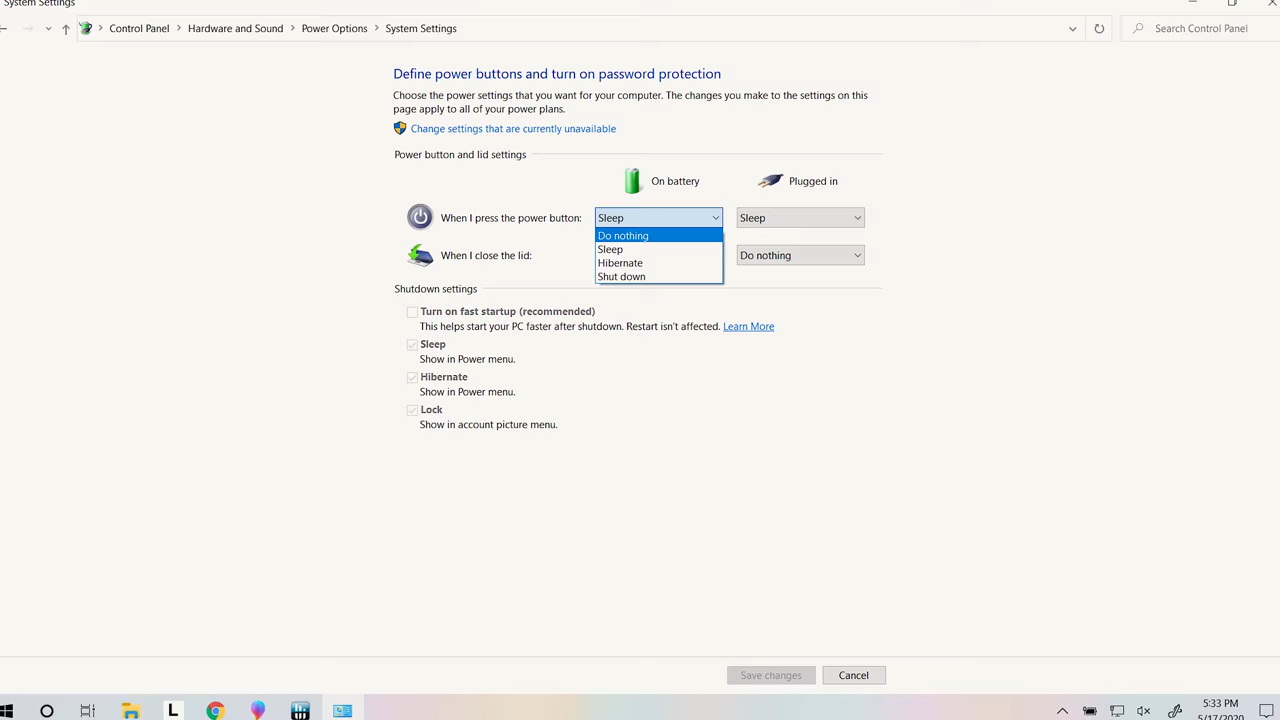 System Settings
Control Panel > Hardware and Sound > Power Options > System Settings
Search Control Panel
Define power buttons and turn on password protection
Choose the power settings that you want for your computer. The changes you make to the settings on this
page apply to all of your power plans.
Change settings that are currently unavailable
Power button and lid settings
On battery Plugged in
When I press the power button: Sleep Sleep
Do nothing
Sleep
When I close the lid: Do nothing
Hibernate
Shut down
Shutdown settings
Turn on fast startup (recommended)
This helps start your PC faster after shutdown. Restart isn't affected. Learn More
Sleep
Show in Power menu.
Hibernate
Show in Power menu.
Lock
Show in account picture menu.
Save changes Cancel
L
5:33 PM
5/17/2020